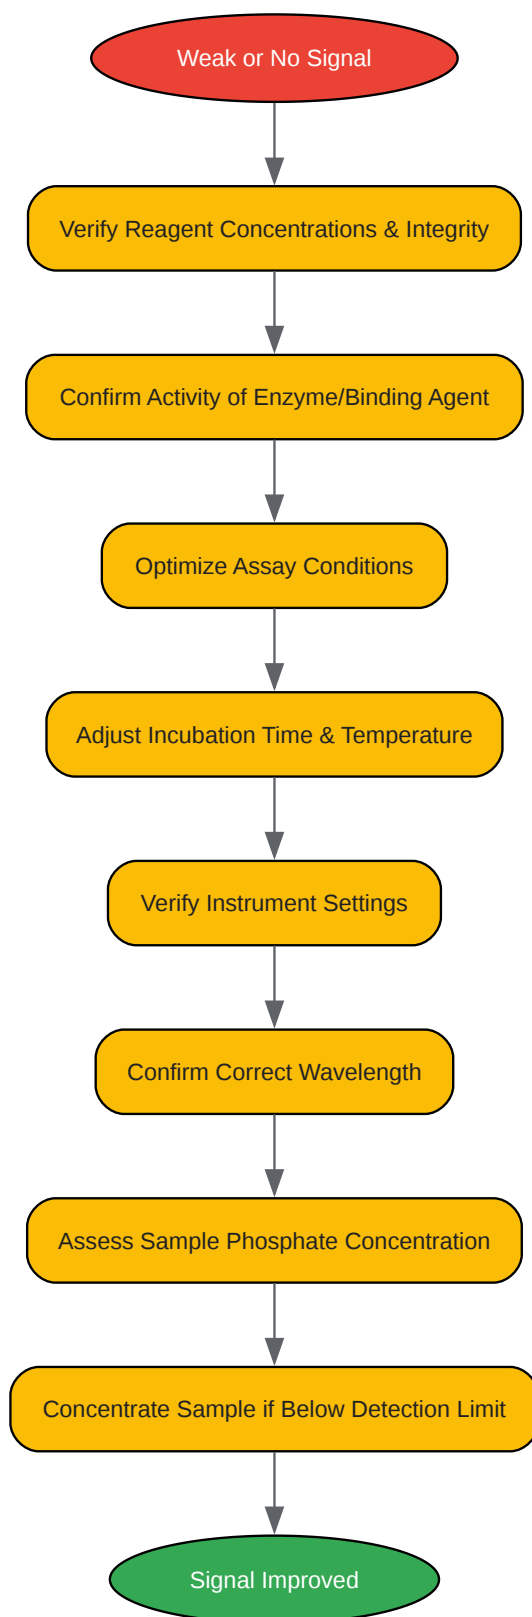 Weak or No Signal
Verify Reagent Concentrations & Integrity
Confirm Activity of Enzyme/Binding Agent
Optimize Assay Conditions
Adjust Incubation Time & Temperature
Verify Instrument Settings
Confirm Correct Wavelength
Assess Sample Phosphate Concentration
Concentrate Sample if Below Detection Limit
Signal Improved